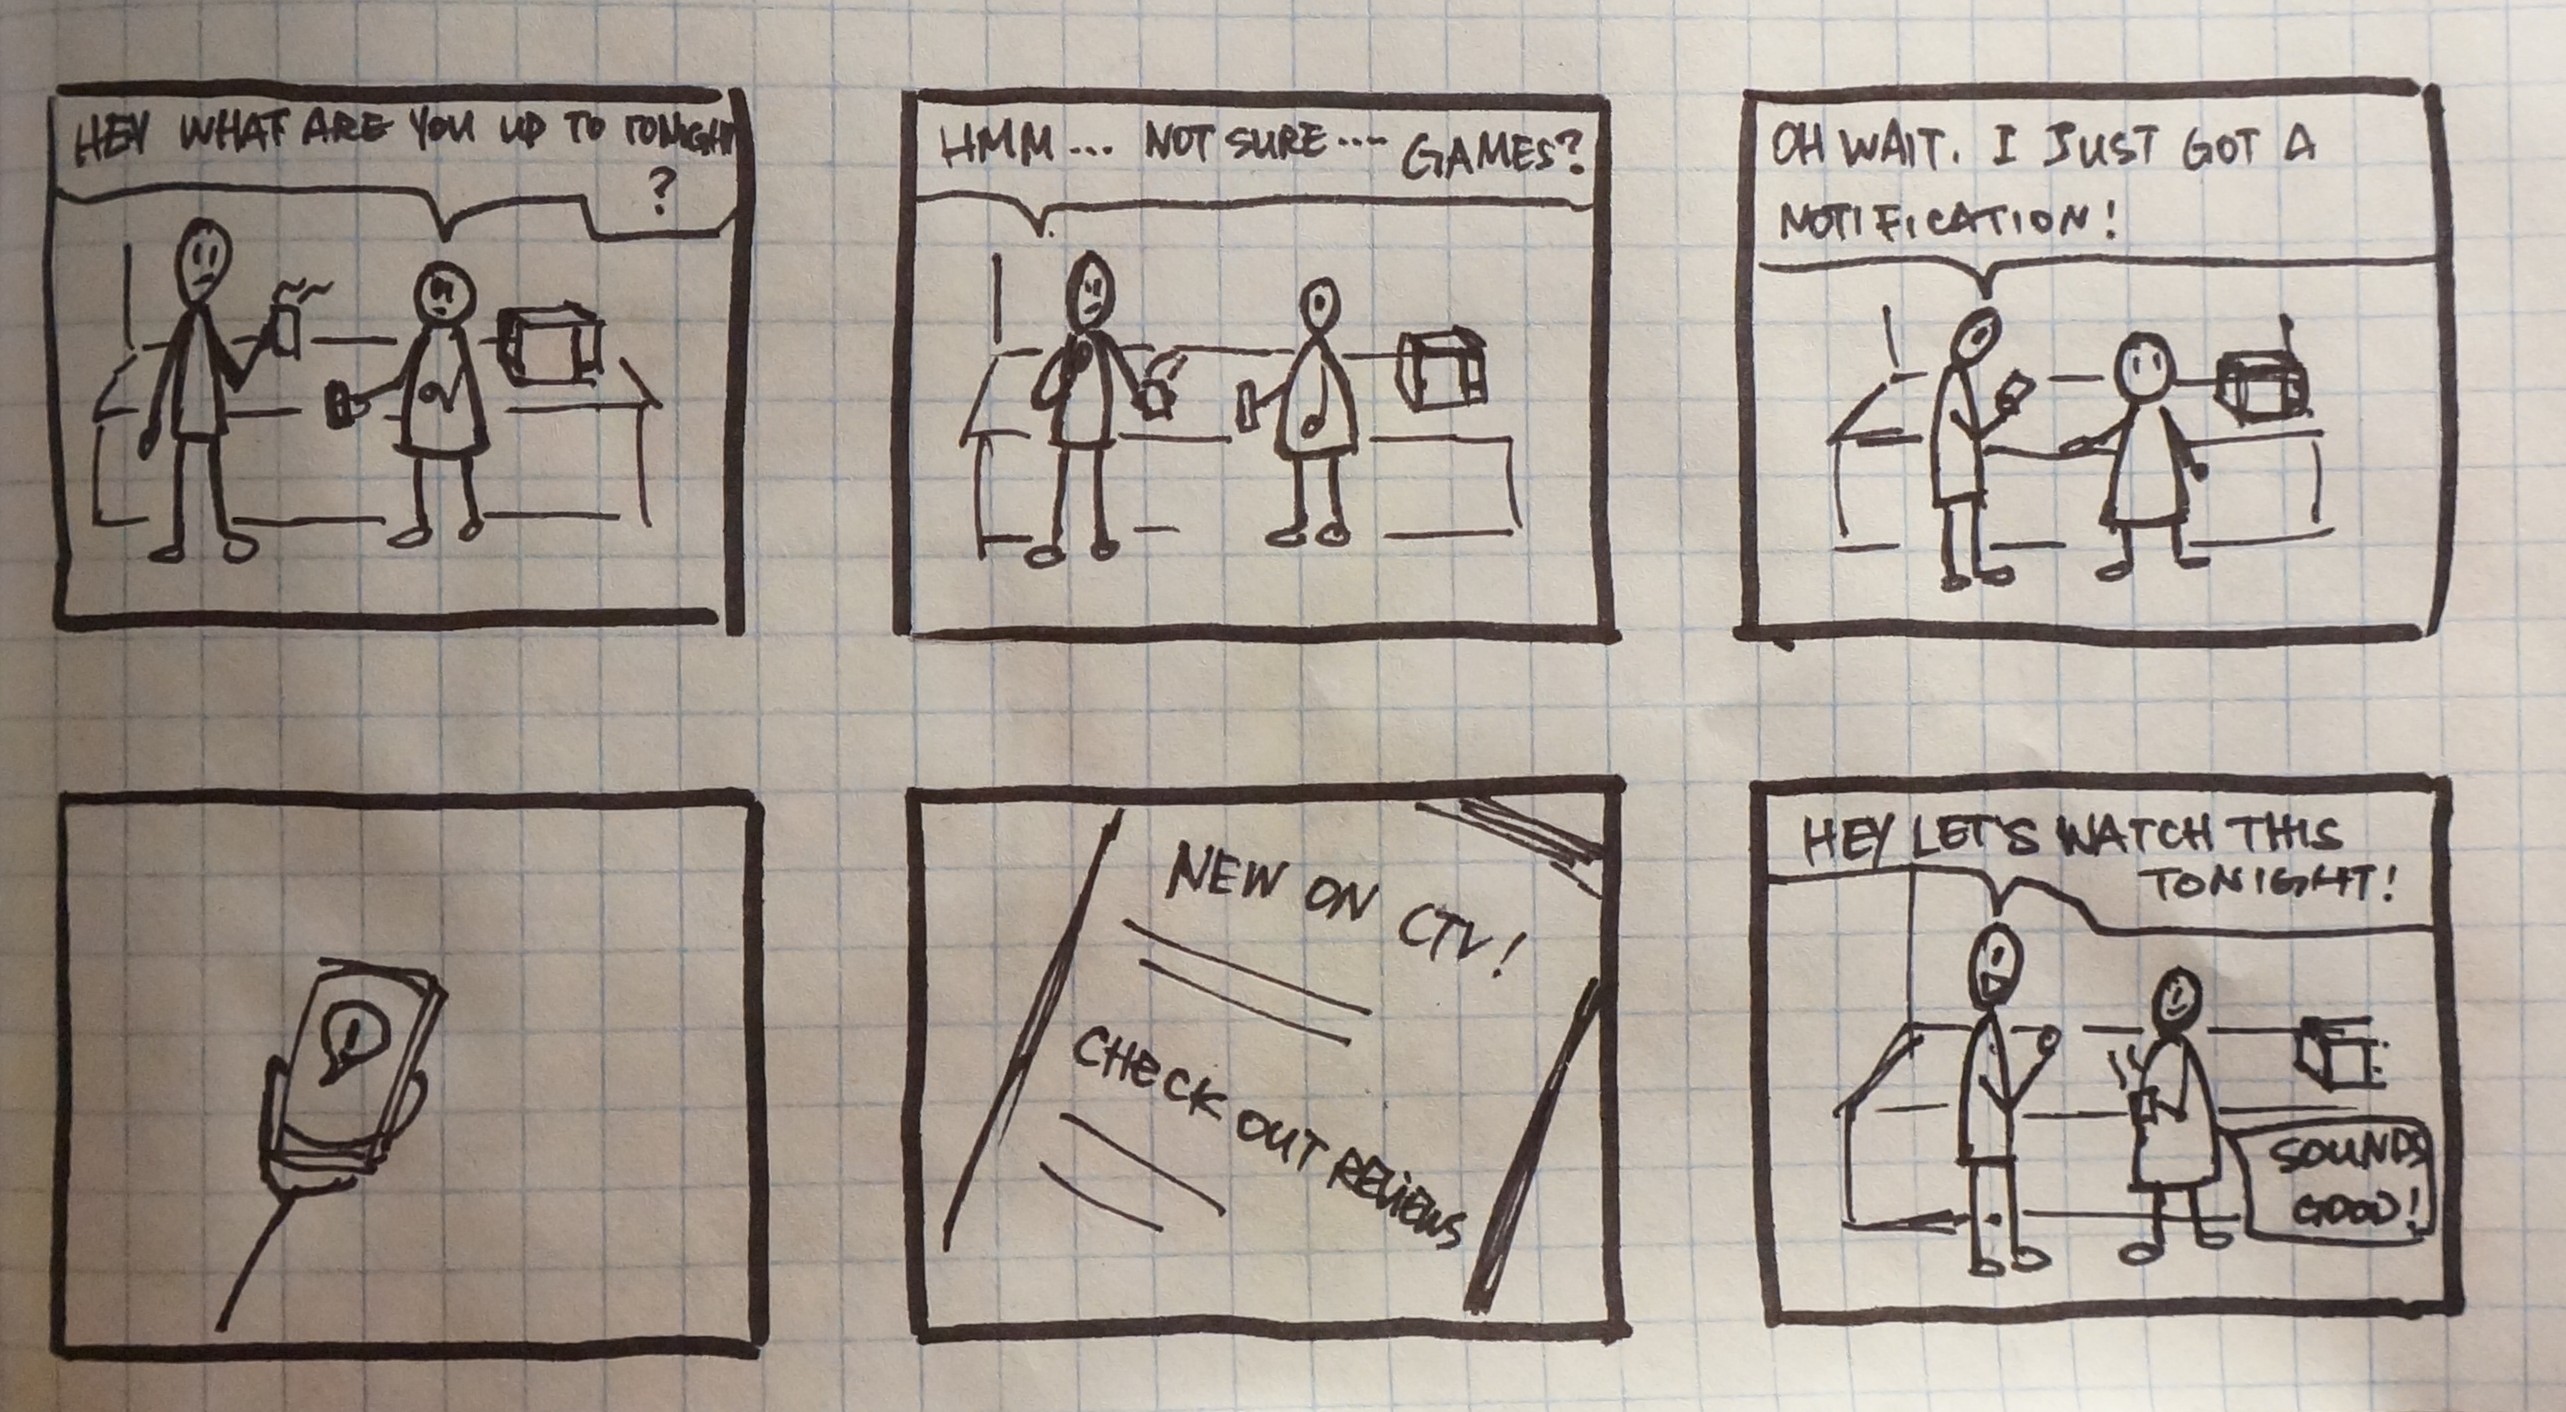 HEY WHAT ARE YOU UP TO TONIGHT
?
HMM... NOT SURE.... GAMES?
OH WAIT. I JUST GOT A
NOTIFICATION!
!
NEW ON CTV!
CHECK OUT REVIEWS
HEY LET'S WATCH THIS
TONIGHT!
SOUNDS
GOOD!